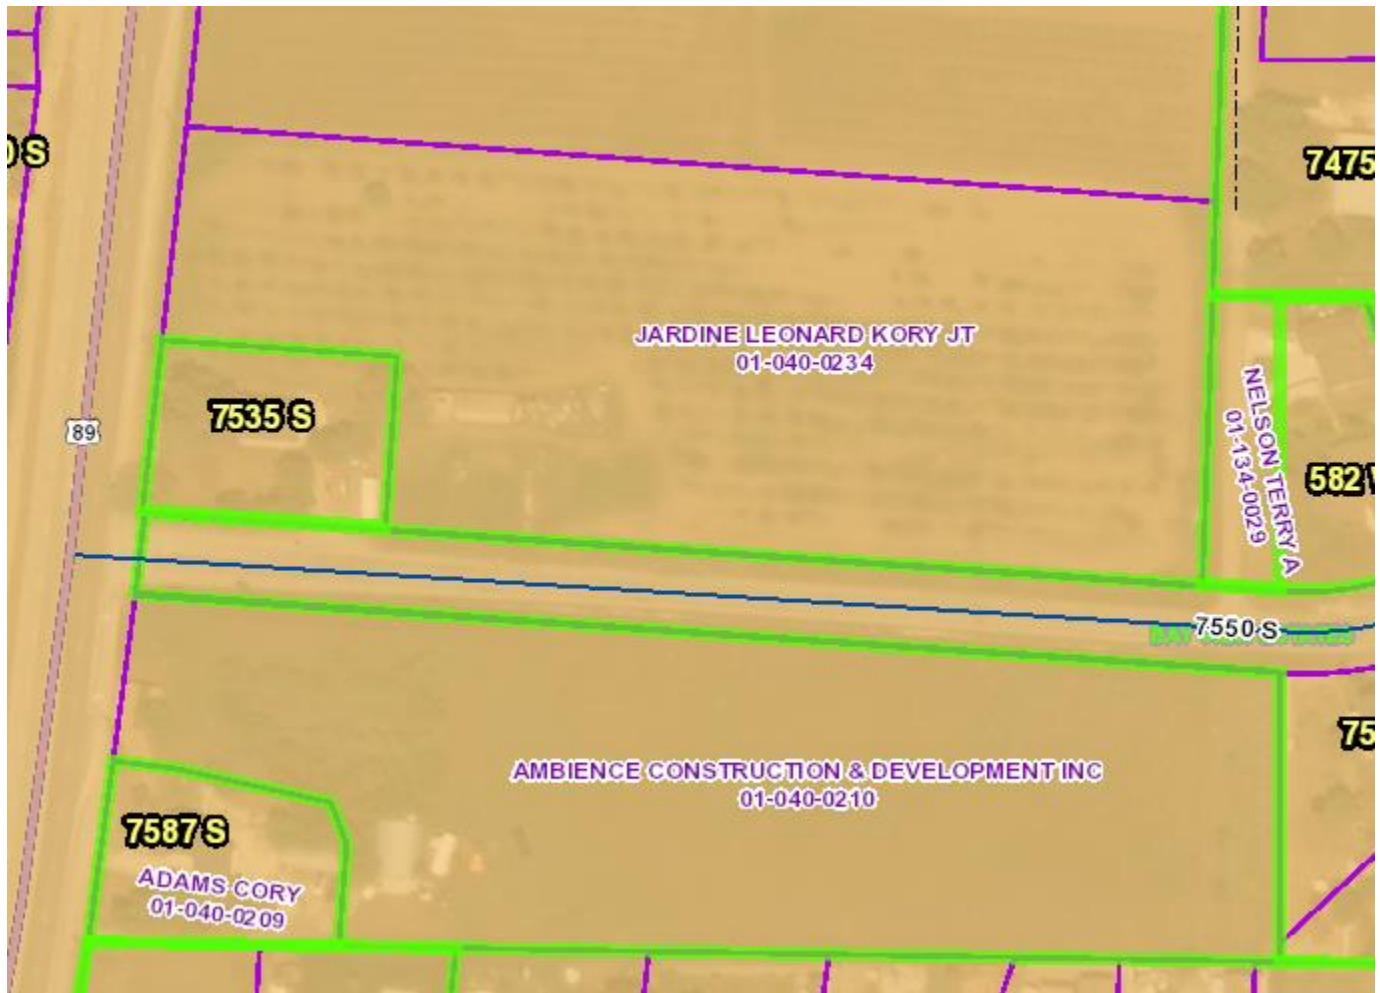 0 S
7475
JARDINE LEONARD KORY JT
01-040-0234
7535 S
89
NELSON TERRY A
01-134-0029
582
7550 S
75
AMBIENCE CONSTRUCTION & DEVELOPMENT INC
01-040-0210
7587 S
ADAMS CORY
01-040-0209